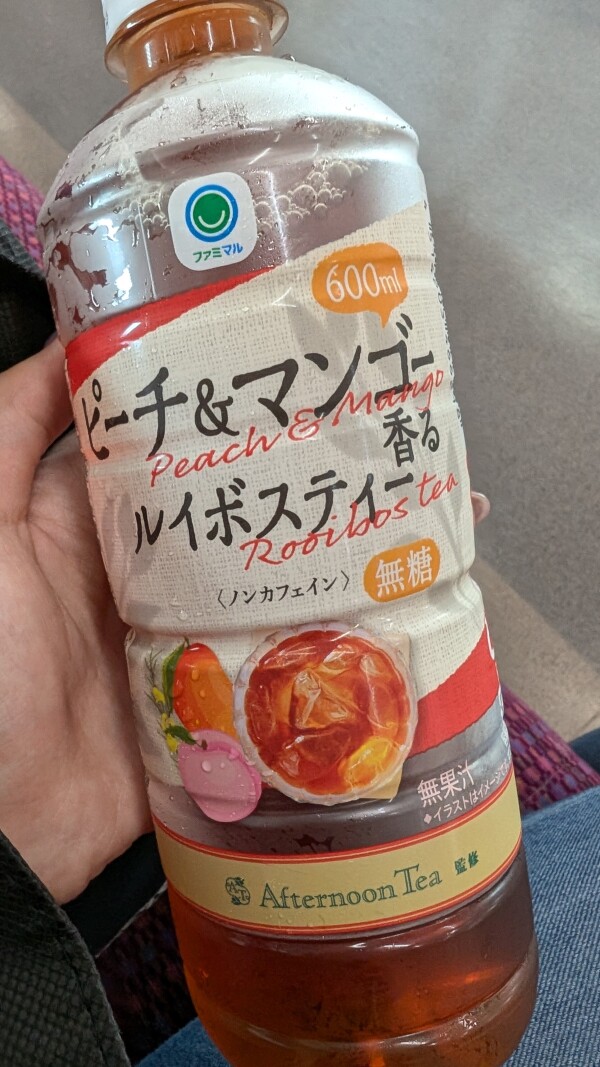 ファミマル
600ml
ピーチ&マンゴー
Peach & Mango
香る
ルイボスティー
Rooibos tea
〈ノンカフェイン〉
無糖
無果汁
◆イラストはイメージで
Afternoon Tea 監修